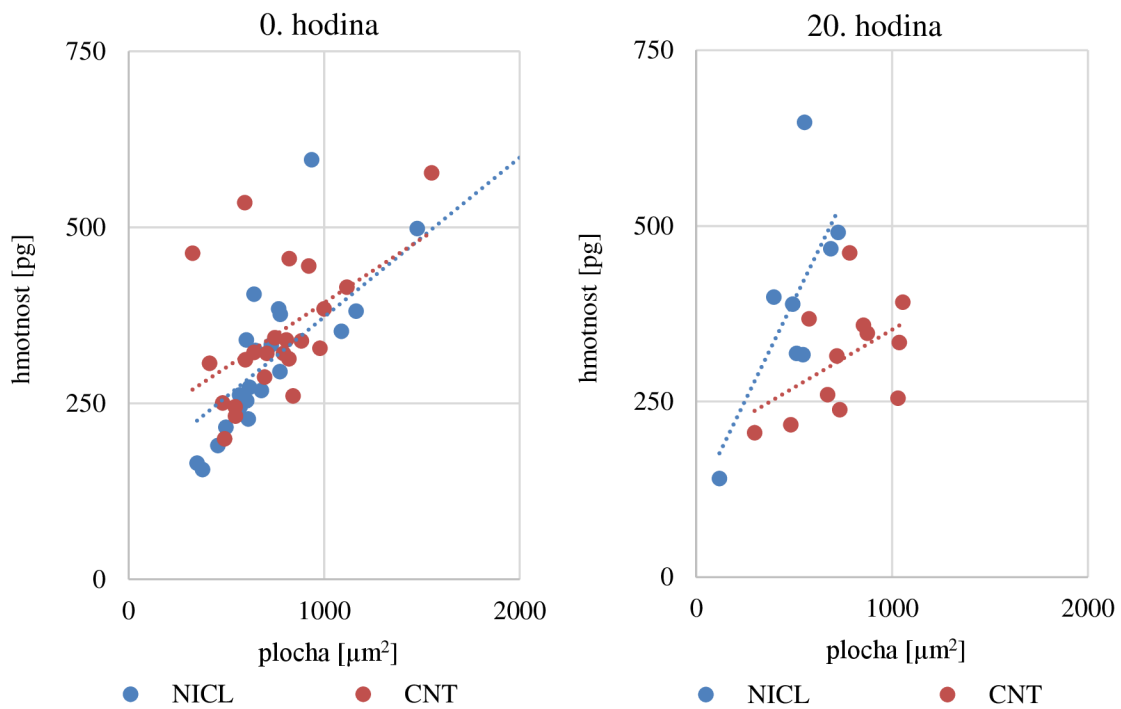 0. hodina
750
500
250
0
0
1000
2000
hmotnost [pg]
plocha [µm²]
NICL
CNT
20. hodina
750
500
250
0
0
1000
2000
hmotnost [pg]
plocha [µm²]
NICL
CNT